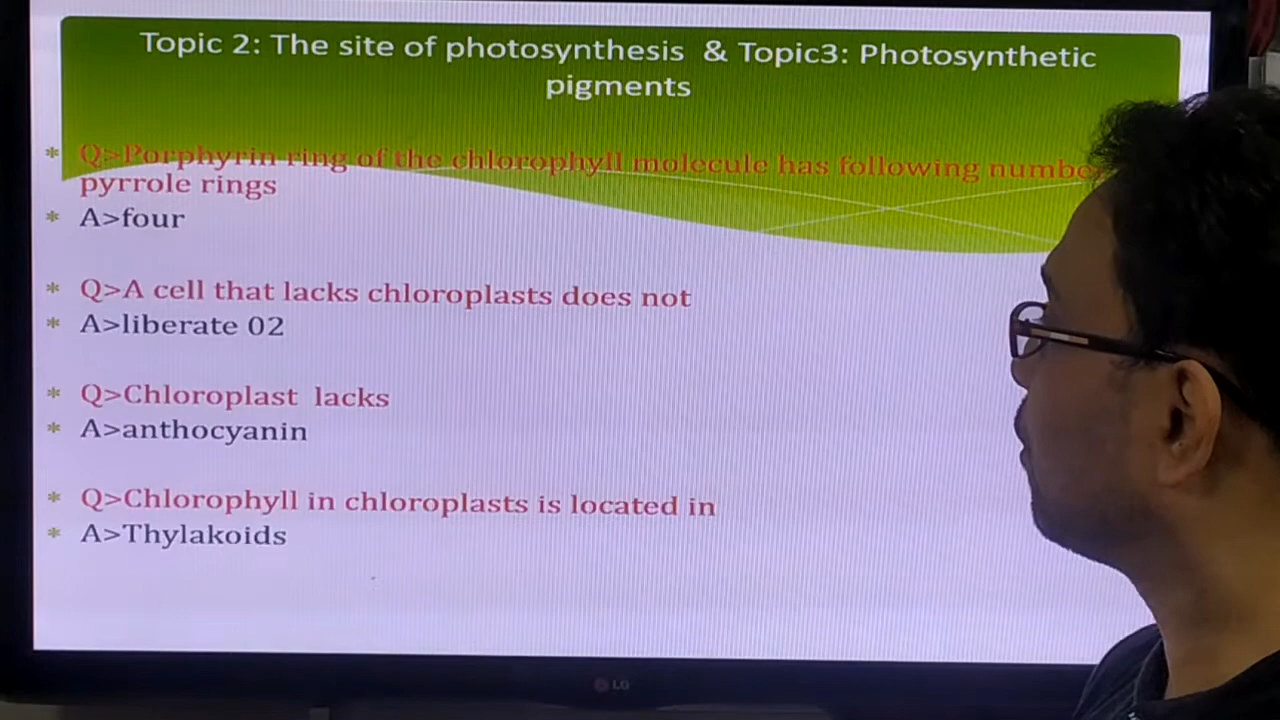 Topic 2: The site of photosynthesis & Topic3: Photosynthetic
pigments
* Q>Porphyrin ring of the chlorophyll molecule has following
pyrrole rings
* A>four
* Q>A cell that lacks chloroplasts does not
* A>liberate 02
* Q>Chloroplast lacks
* A>anthocyanin
* Q>Chlorophyll in chloroplasts is located in
* A>Thylakoids
LG